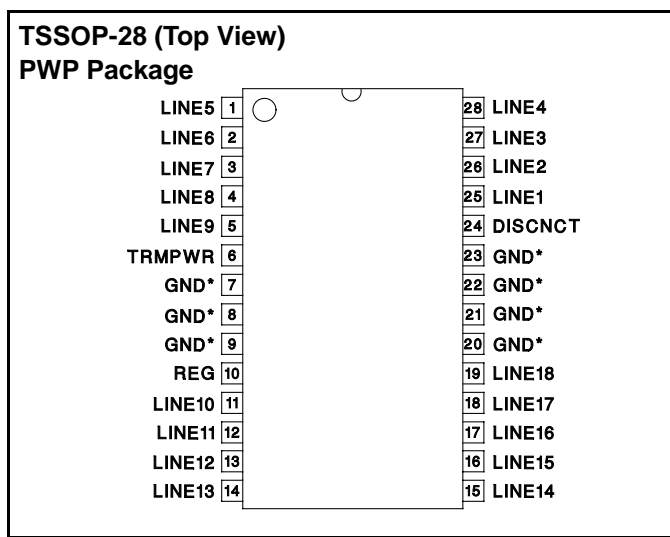 TSSOP-28 (Top View)
PWP Package
LINE5 1 28 LINE4
LINE6 2 27 LINE3
LINE7 3 26 LINE2
LINE8 4 25 LINE1
LINE9 5 24 DISCNCT
TRMPWR 6 23 GND*
GND* 7 22 GND*
GND* 8 21 GND*
GND* 9 20 GND*
REG 10 19 LINE18
LINE10 11 18 LINE17
LINE11 12 17 LINE16
LINE12 13 16 LINE15
LINE13 14 15 LINE14